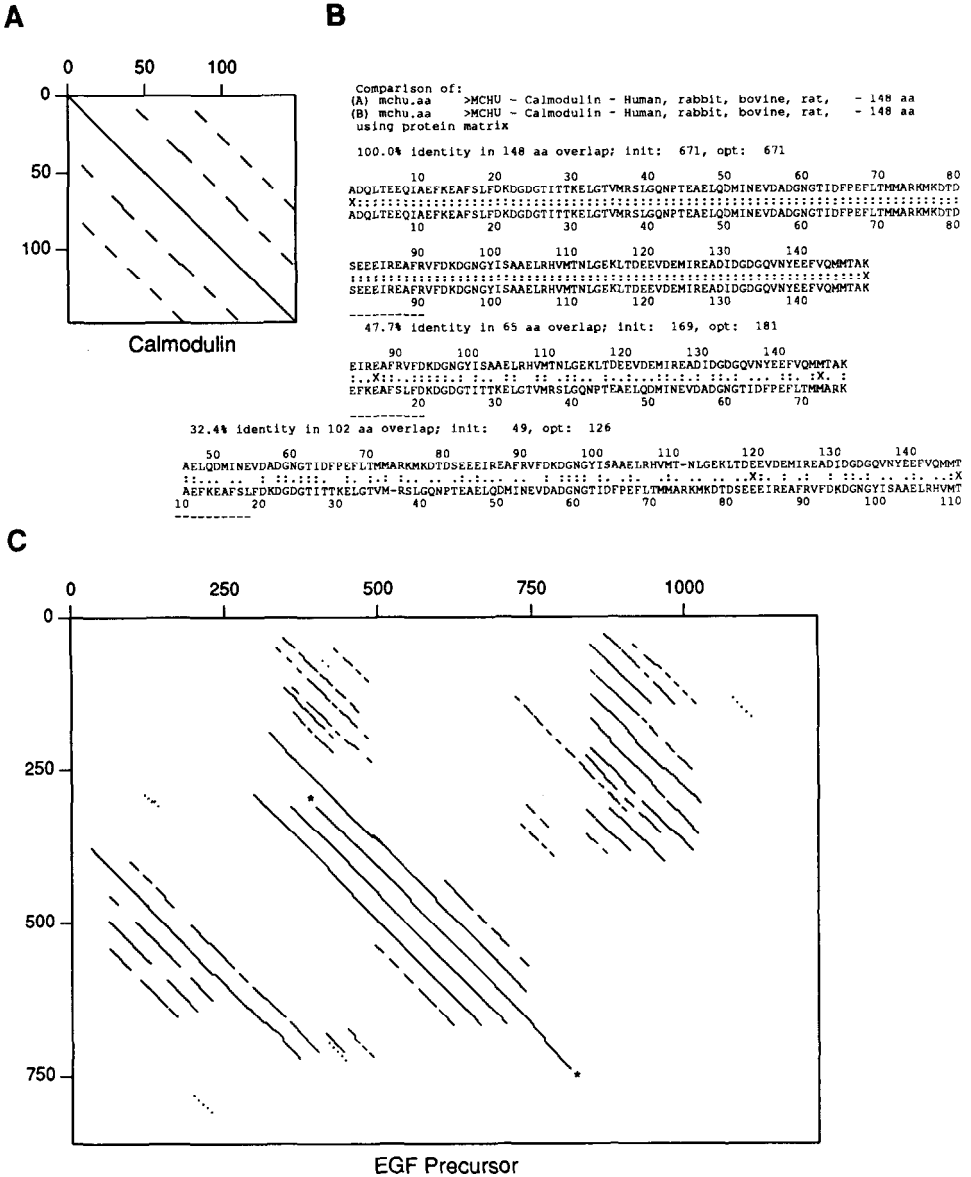 A
0 50 100
0
50
100
Calmodulin
B
Comparison of:
(A) mchu.aa >MCHU - Calmodulin - Human, rabbit, bovine, rat, - 148 aa
(B) mchu.aa >MCHU - Calmodulin - Human, rabbit, bovine, rat, - 148 aa
using protein matrix
100.0% identity in 148 aa overlap; init: 671, opt: 671
10 20 30 40 50 60 70 80
ADQLTEEQIAEFKEAFSLFDKDGDGTITTKELGTVMRSLGQNPTEAELQDMINEVDADGNGTIDFPEFLTMMARKMKDTD
ADQLTEEQIAEFKEAFSLFDKDGDGTITTKELGTVMRSLGQNPTEAELQDMINEVDADGNGTIDFPEFLTMMARKMKDTD
10 20 30 40 50 60 70 80
90 100 110 120 130 140
SEEEIREAFRVFDKDGNGYISAAELRHVMTNLGEKLTDEEVDEMIREADIDGDGQVNYEEFVQMMTAK
SEEEIREAFRVFDKDGNGYISAAELRHVMTNLGEKLTDEEVDEMIREADIDGDGQVNYEEFVQMMTAK
90 100 110 120 130 140
----------
47.7% identity in 65 aa overlap; init: 169, opt: 181
90 100 110 120 130 140
EIREAFRVFDKDGNGYISAAELRHVMTNLGEKLTDEEVDEMIREADIDGDGQVNYEEFVQMMTAK
EFKEAFSLFDKDGDGTITTKELGTVMRSLGQNPTEAELQDMINEVDADGNGTIDFPEFLTMMARK
20 30 40 50 60 70
----------
32.4% identity in 102 aa overlap; init: 49, opt: 126
50 60 70 80 90 100 110 120 130 140
AELQDMINEVDADGNGTIDFPEFLTMMARKMKDTDSEEEIREAFRVFDKDGNGYISAAELRHVMT-NLGEKLTDEEVDEMIREADIDGDGQVNYEEFVQMMT
AEFKEAFSLFDKDGDGTITTKELGTVM-RSLGQNPTEAELQDMINEVDADGNGTIDFPEFLTMMARKMKDTDSEEEIREAFRVFDKDGNGYISAAELRHVMT
10 20 30 40 50 60 70 80 90 100 110
----------
C
0 250 500 750 1000
0
250
500
750
EGF Precursor